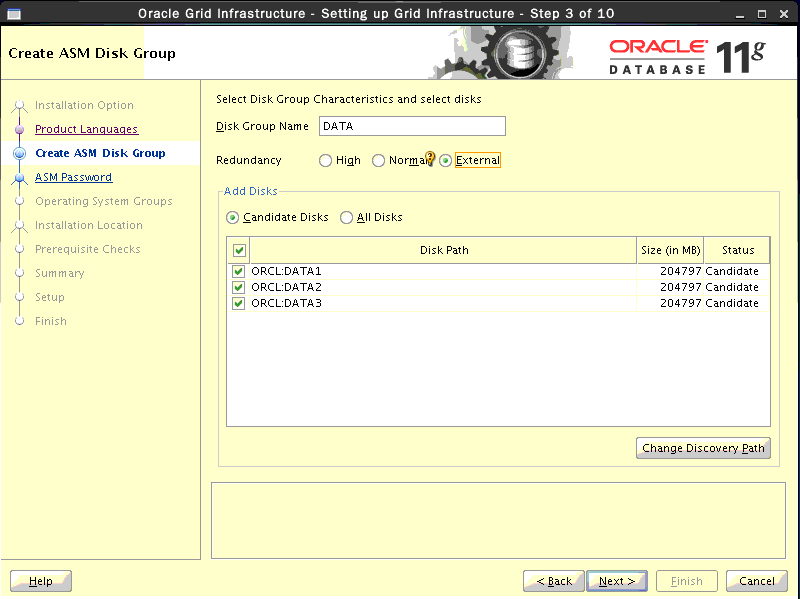 Oracle Grid Infrastructure - Setting up Grid Infrastructure - Step 3 of 10
Create ASM Disk Group
ORACLE
DATABASE 11g
Installation Option
Product Languages
Create ASM Disk Group
ASM Password
Operating System Groups
Installation Location
Prerequisite Checks
Summary
Setup
Finish
Select Disk Group Characteristics and select disks
Disk Group Name DATA
Redundancy High Normal External
Add Disks
Candidate Disks All Disks
Disk Path Size (in MB) Status
ORCL:DATA1 204797 Candidate
ORCL:DATA2 204797 Candidate
ORCL:DATA3 204797 Candidate
Change Discovery Path
Help < Back Next > Finish Cancel